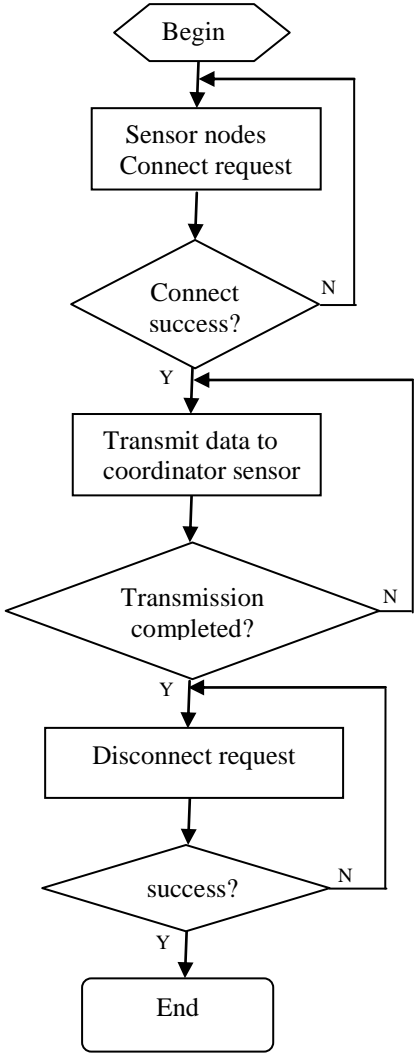 Begin
Sensor nodes
Connect request
Connect
success?
N
Y
Transmit data to
coordinator sensor
Transmission
completed?
N
Y
Disconnect request
success?
N
Y
End